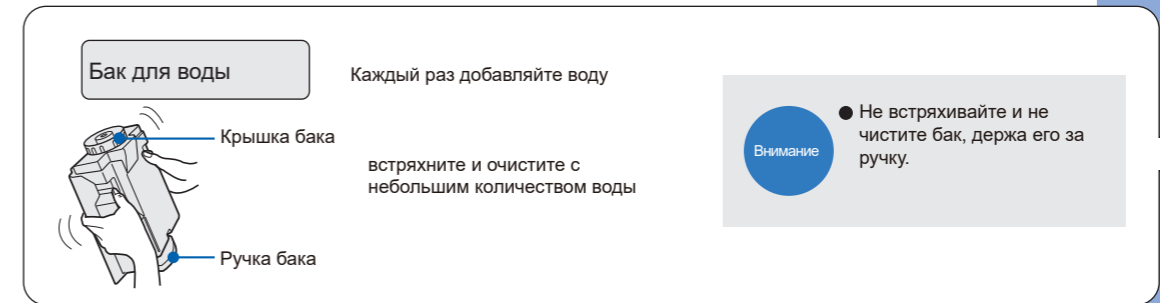 Бак для воды
Каждый раз добавляйте воду
Крышка бака
встряхните и очистите с
небольшим количеством воды
Ручка бака
Внимание
● Не встряхивайте и не
чистите бак, держа его за
ручку.